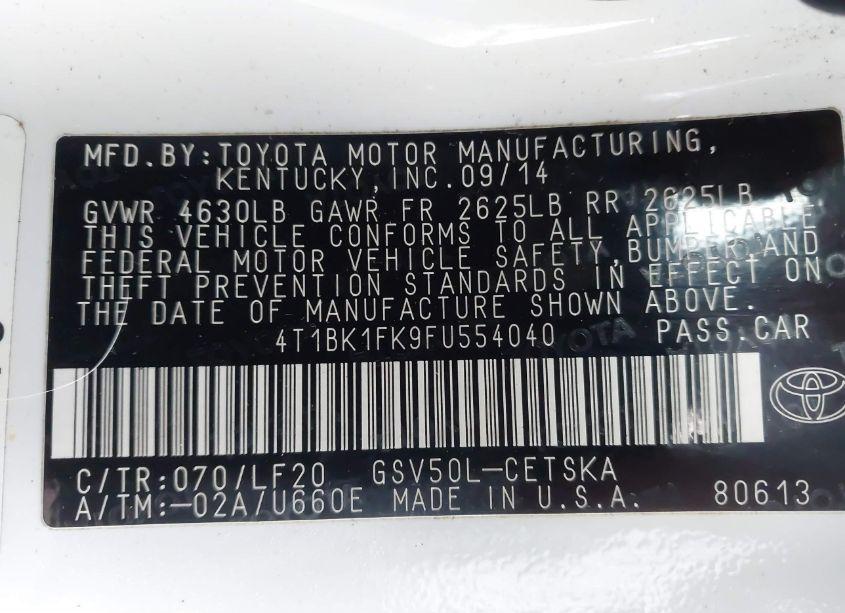 MFD.BY:TOYOTA MOTOR MANUFACTURING,
KENTUCKY, INC.09/14
GVWR 4630LB GAWR FR 2625LB RR 2625LB
THIS VEHICLE CONFORMS TO ALL APPLICABLE
FEDERAL MOTOR VEHICLE SAFETY,BUMPER,AND
THEFT PREVENTION STANDARDS IN EFFECT ON
THE DATE OF MANUFACTURE SHOWN ABOVE.
4T1BK1FK9FU554040 PASS.CAR
C/TR:070/LF20 GSV50L-CETSKA
A/TM:-02A/U660E MADE IN U.S.A. 80613